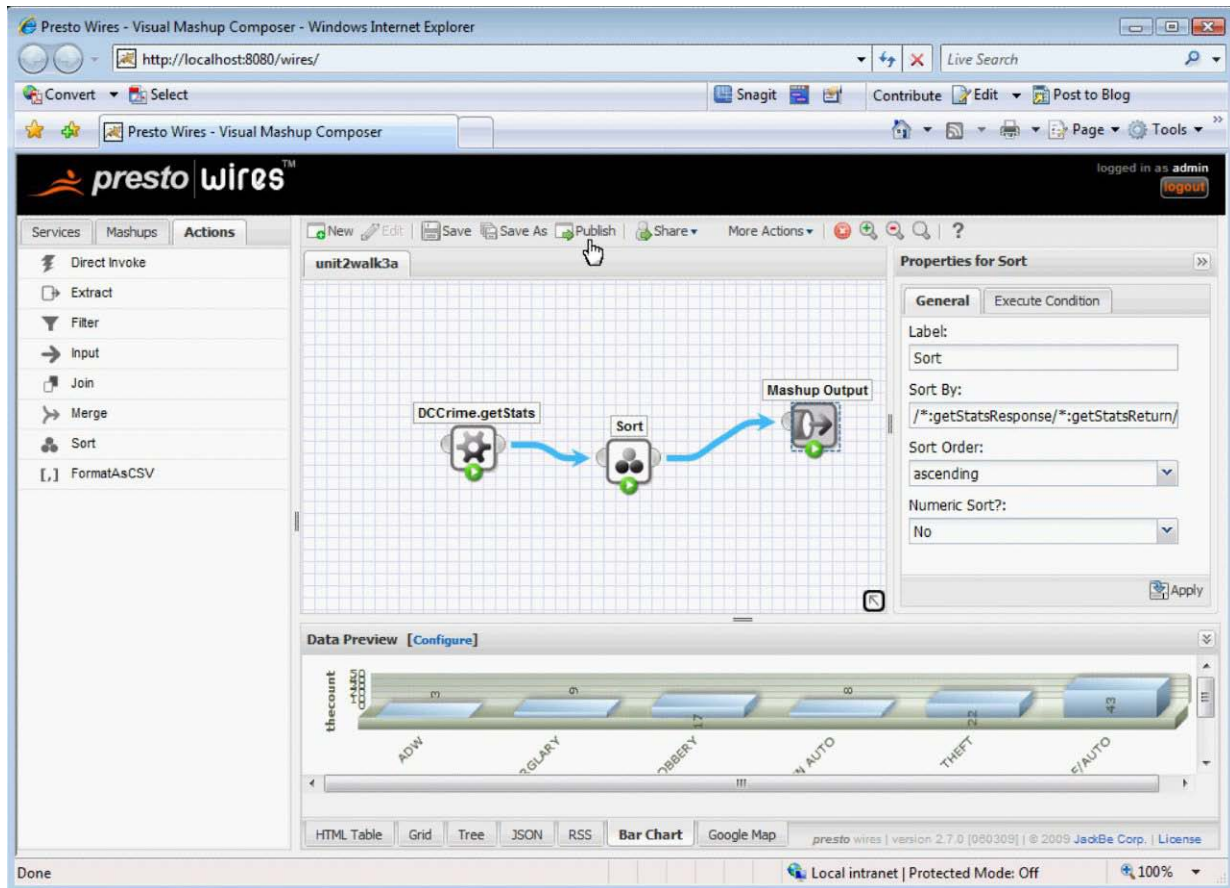 Presto Wires - Visual Mashup Composer - Windows Internet Explorer
http://localhost:8080/wires/
Live Search
Convert Select
Snagit
Contribute Edit Post to Blog
Presto Wires - Visual Mashup Composer
Page Tools
presto wires™
logged in as admin
logout
Services Mashups Actions
New Edit Save Save As Publish Share More Actions ?
Direct Invoke
Extract
Filter
Input
Join
Merge
Sort
[,] FormatAsCSV
unit2walk3a
DCCrime.getStats
Sort
Mashup Output
Properties for Sort
General Execute Condition
Label:
Sort
Sort By:
/*:getStatsResponse/*:getStatsReturn/
Sort Order:
ascending
Numeric Sort?:
No
Apply
Data Preview [Configure]
thecount
50
3 9 17 8 22 43
ADW
RGLARY
OBBERY
N AUTO
THEFT
F/AUTO
HTML Table Grid Tree JSON RSS Bar Chart Google Map
presto wires | version 2.7.0 [060309] | © 2009 JackBe Corp. | License
Done
Local intranet | Protected Mode: Off
100%